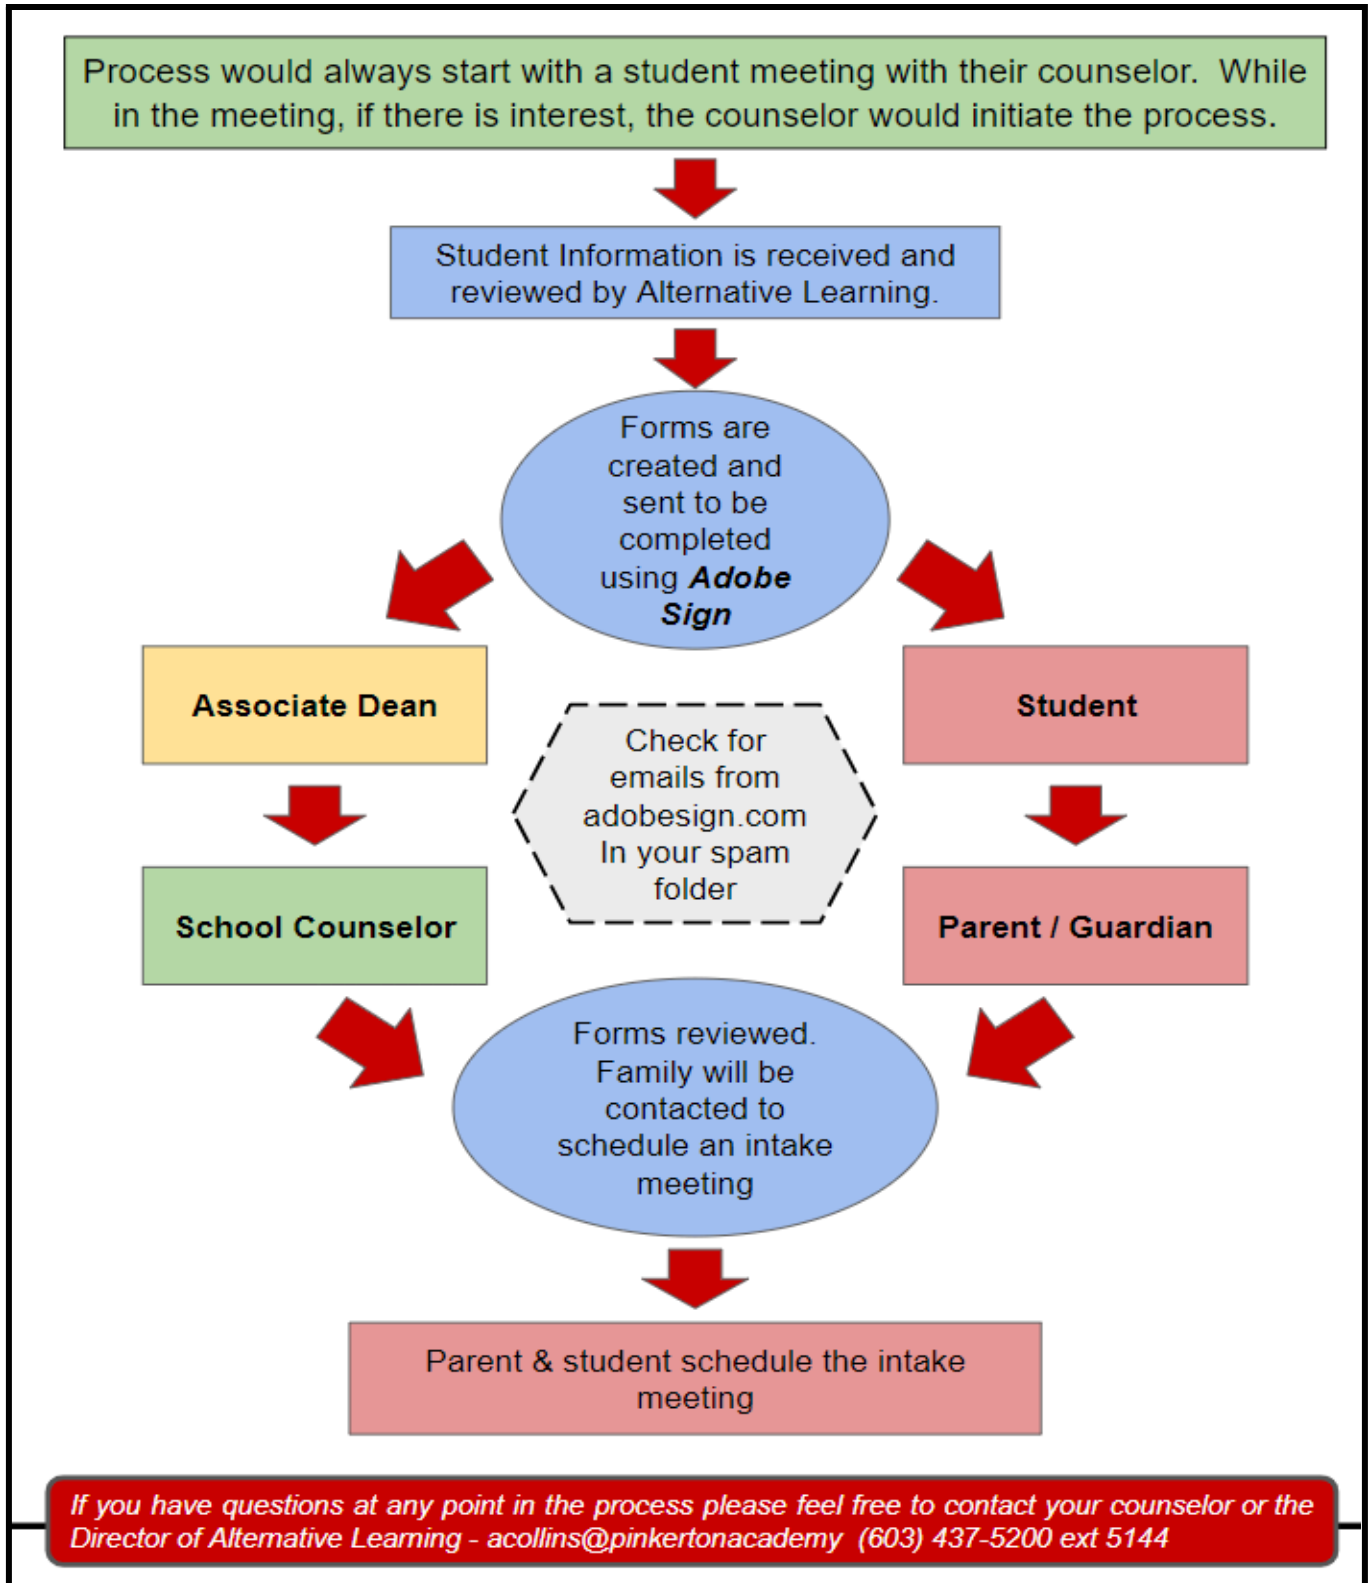 Process would always start with a student meeting with their counselor.  While
in the meeting, if there is interest, the counselor would initiate the process.
Student Information is received and
reviewed by Alternative Learning.
Forms are
created and
sent to be
completed
using Adobe
Sign
Associate Dean
Student
Check for
emails from
adobesign.com
In your spam
folder
School Counselor
Parent / Guardian
Forms reviewed.
Family will be
contacted to
schedule an intake
meeting
Parent & student schedule the intake
meeting
If you have questions at any point in the process please feel free to contact your counselor or the
Director of Alternative Learning - acollins@pinkertonacademy  (603) 437-5200 ext 5144